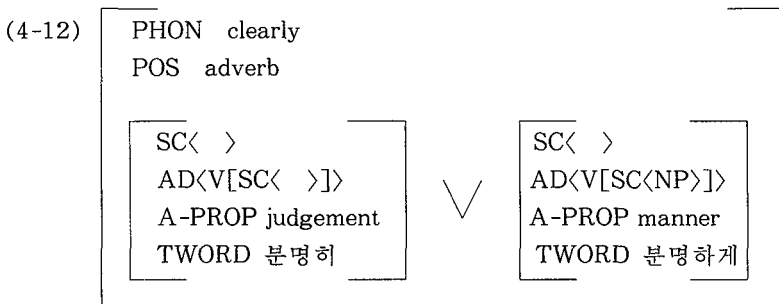 (4-12)
PHON clearly
POS adverb
SC〈 〉
AD〈V[SC〈 〉]〉
A-PROP judgement
TWORD 분명히
∨
SC〈 〉
AD〈V[SC〈NP〉]〉
A-PROP manner
TWORD 분명하게